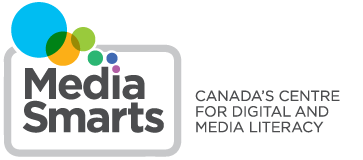 Media
Smarts
CANADA'S CENTRE
FOR DIGITAL AND
MEDIA LITERACY